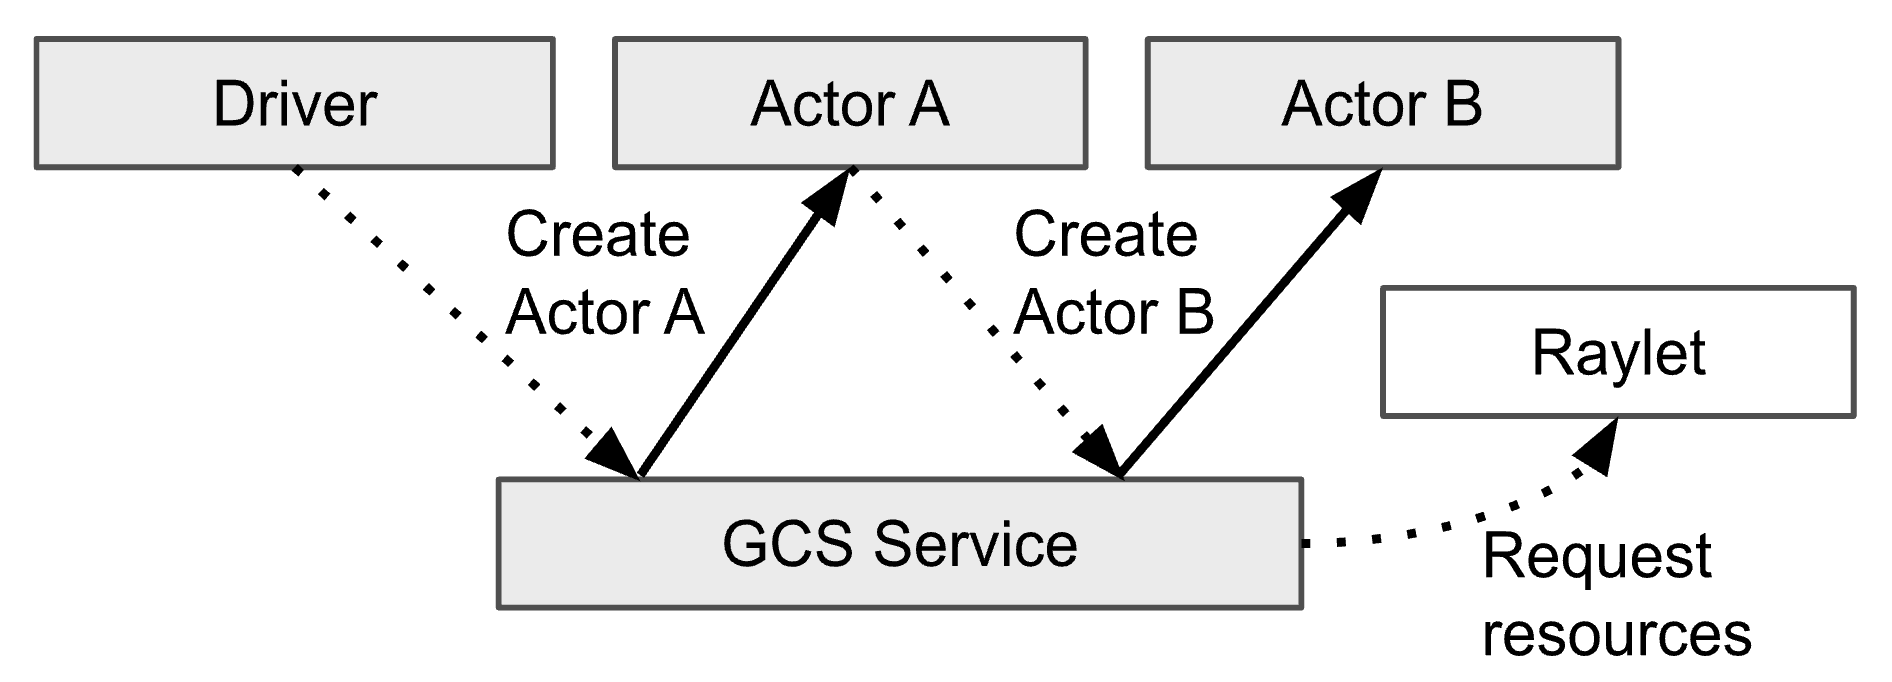 Driver
Actor A
Actor B
Create
Actor A
Create
Actor B
Raylet
GCS Service
Request
resources